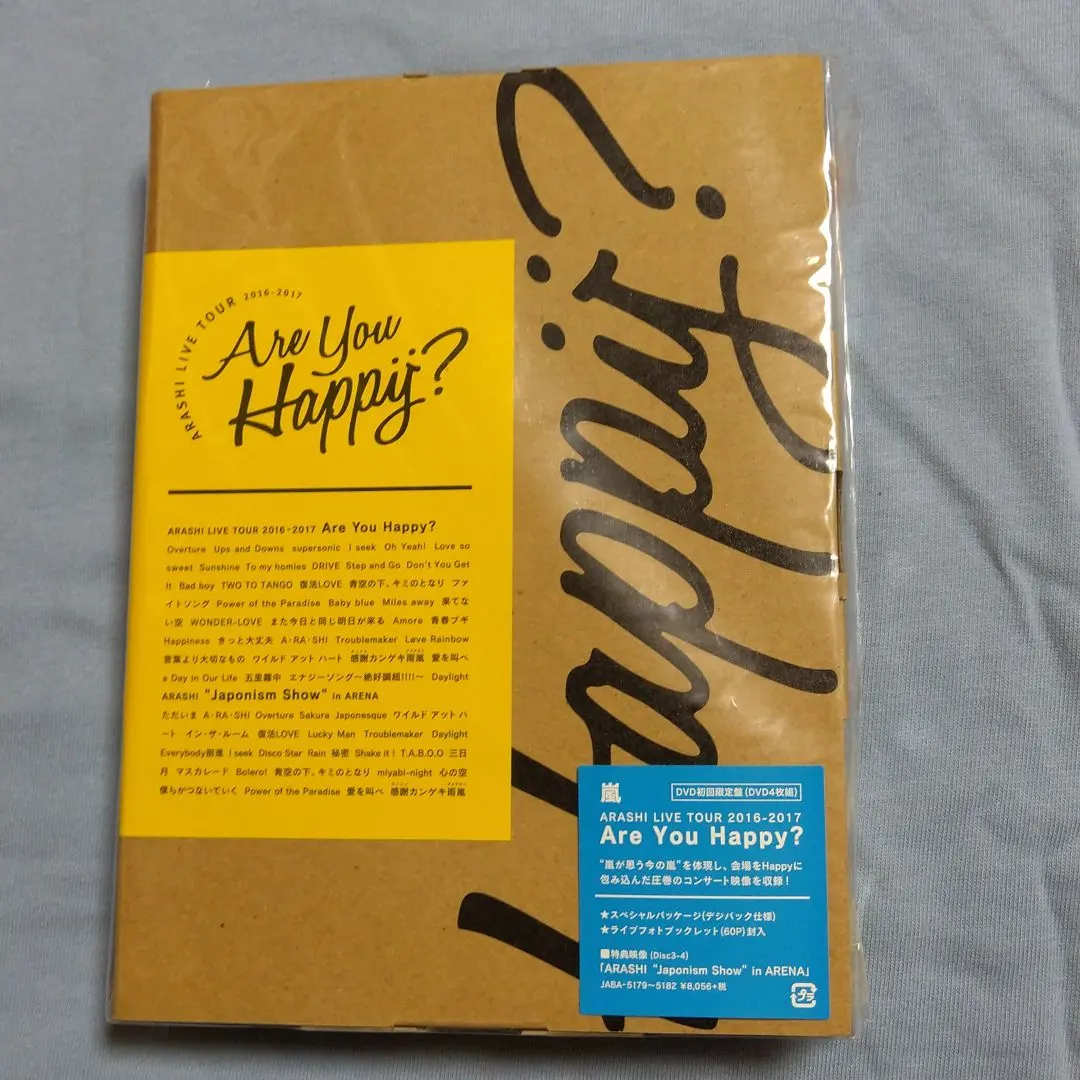 ARASHI LIVE TOUR 2016-2017
Are You
Happy?
ARASHI LIVE TOUR 2016-2017 Are You Happy?
Overture Ups and Downs supersonic I seek Oh Yeah! Love so
sweet Sunshine To my homies DRIVE Step and Go Don't You Get
It Bad boy TWO TO TANGO 復活LOVE 青空の下、キミのとなり ファ
イトソング Power of the Paradise Baby blue Miles away 果てな
い空 WONDER-LOVE また今日と同じ明日が来る Amore 青春ブギ
Happiness きっと大丈夫 A・RA・SHI Troublemaker Løve Rainbow
言葉より大切なもの ワイルド アット ハート 感謝カンゲキ雨嵐 愛を叫べ
a Day in Our Life 五里霧中 エナジーソング〜絶好調超!!!!〜 Daylight
ARASHI "Japonism Show" in ARENA
ただいま A・RA・SHI Overture Sakura Japonesque ワイルド アット ハ
ート イン・ザ・ルーム 復活LOVE Lucky Man Troublemaker Daylight
Everybody前進 I seek Disco Star Rain 秘密 Shake it! T.A.B.O.O 三日
月 マスカレード Bolero! 青空の下、キミのとなり miyabi-night 心の空
僕らがつないでいく Power of the Paradise 愛を叫べ 感謝カンゲキ雨嵐
Happy?
嵐
DVD初回限定盤{DVD4枚組}
ARASHI LIVE TOUR 2016-2017
Are You Happy?
"嵐が思う今の嵐"を体現し、会場をHappyに
包み込んだ圧巻のコンサート映像を収録!
★スペシャルパッケージ(デジパック仕様)
★ライブフォトブックレット(60P)封入
■特典映像 (Disc3-4)
「ARASHI "Japonism Show" in ARENA」
JABA-5179〜5182 ¥8,056+税
プラ